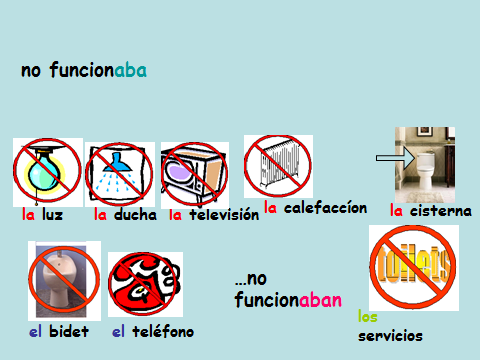 no funcionaba
la luz
la ducha
la televisión
la calefaccíon
la cisterna
toilets
el bidet
el teléfono
...no
funcionaban
los
servicios